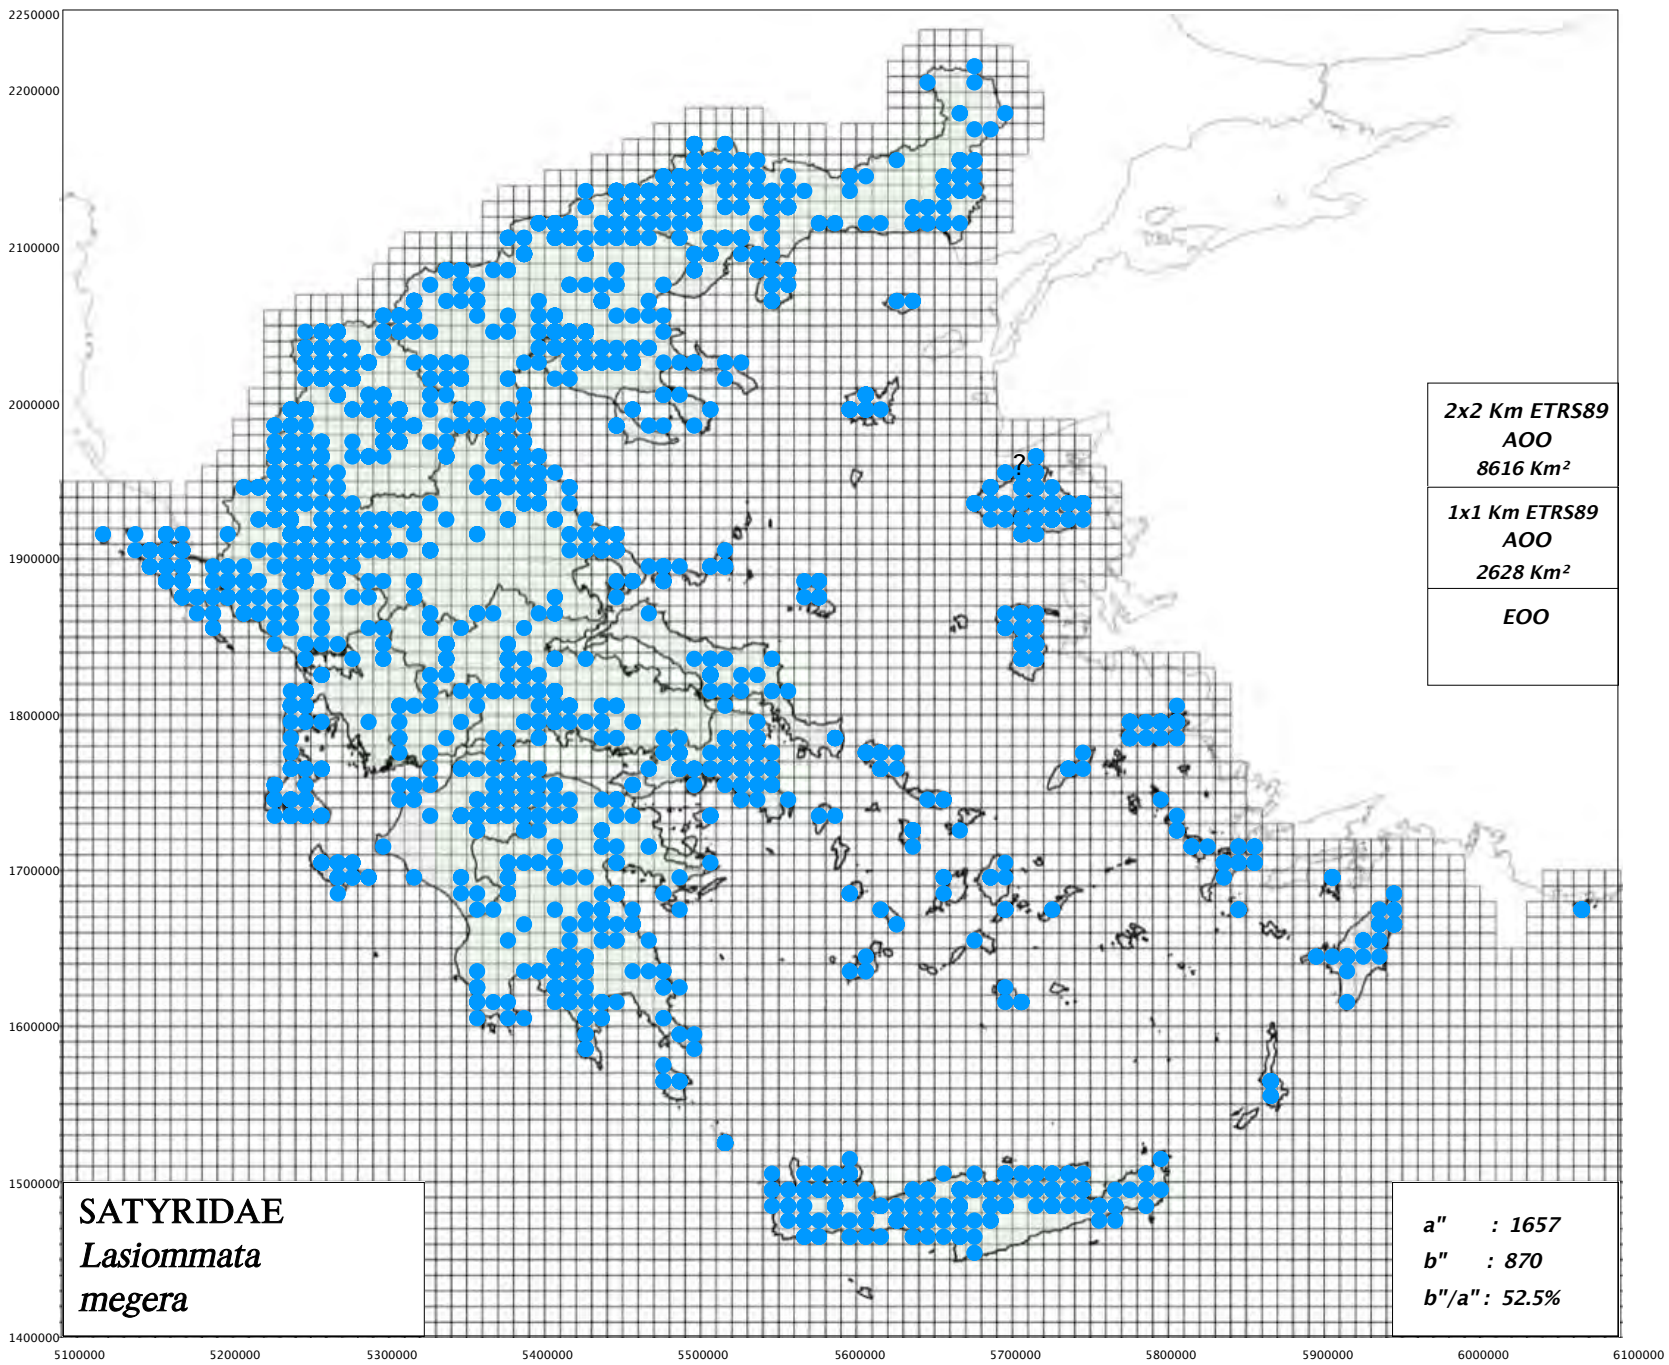 2250000
2200000
2100000
2000000
1900000
1800000
1700000
1600000
1500000
1400000
5100000 5200000 5300000 5400000 5500000 5600000 5700000 5800000 5900000 6000000 6100000
?
2x2 Km ETRS89
AOO
8616 Km²
1x1 Km ETRS89
AOO
2628 Km²
EOO
SATYRIDAE
Lasiommata
megera
a" : 1657
b" : 870
b"/a" : 52.5%